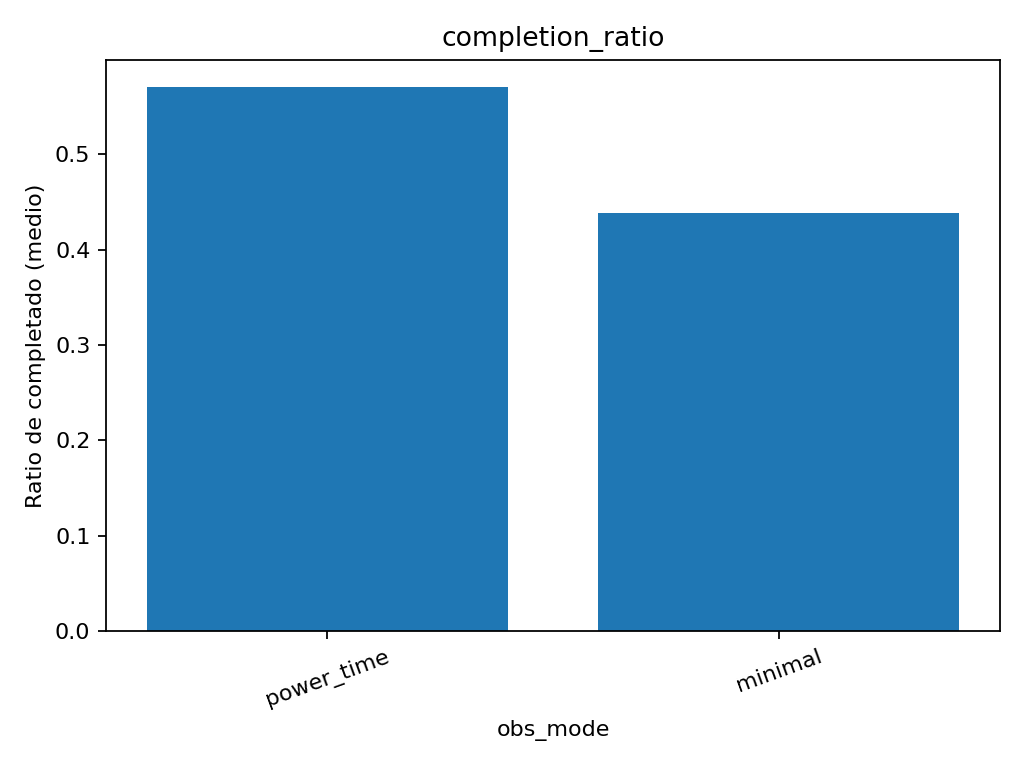 completion_ratio
Ratio de completado (medio)
0.5
0.4
0.3
0.2
0.1
0.0
power_time
minimal
obs_mode